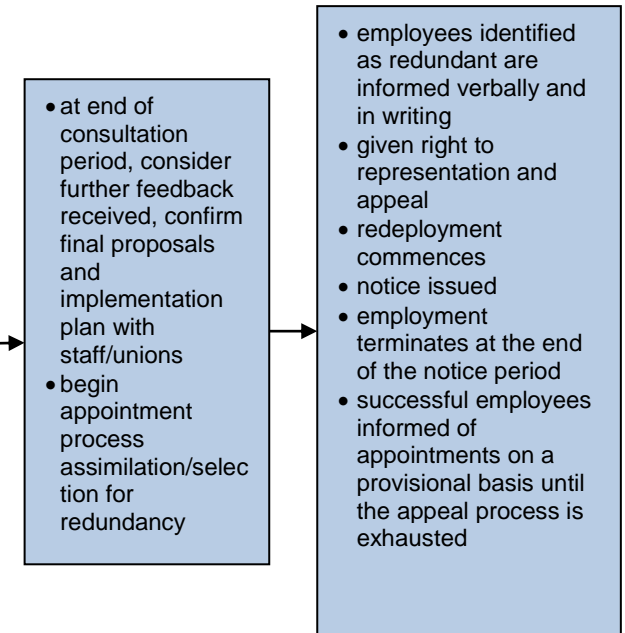 • at end of
consultation
period, consider
further feedback
received, confirm
final proposals
and
implementation
plan with
staff/unions
• begin
appointment
process
assimilation/selec
tion for
redundancy
• employees identified
as redundant are
informed verbally and
in writing
• given right to
representation and
appeal
• redeployment
commences
• notice issued
• employment
terminates at the end
of the notice period
• successful employees
informed of
appointments on a
provisional basis until
the appeal process is
exhausted